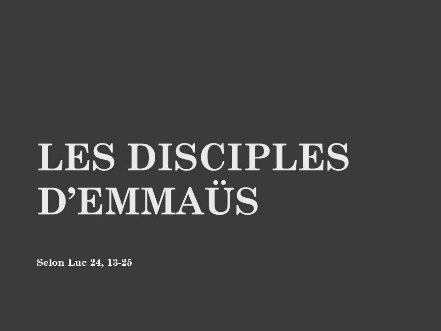 LES DISCIPLES
D’EMMAÜS
Selon Luc 24, 13-25